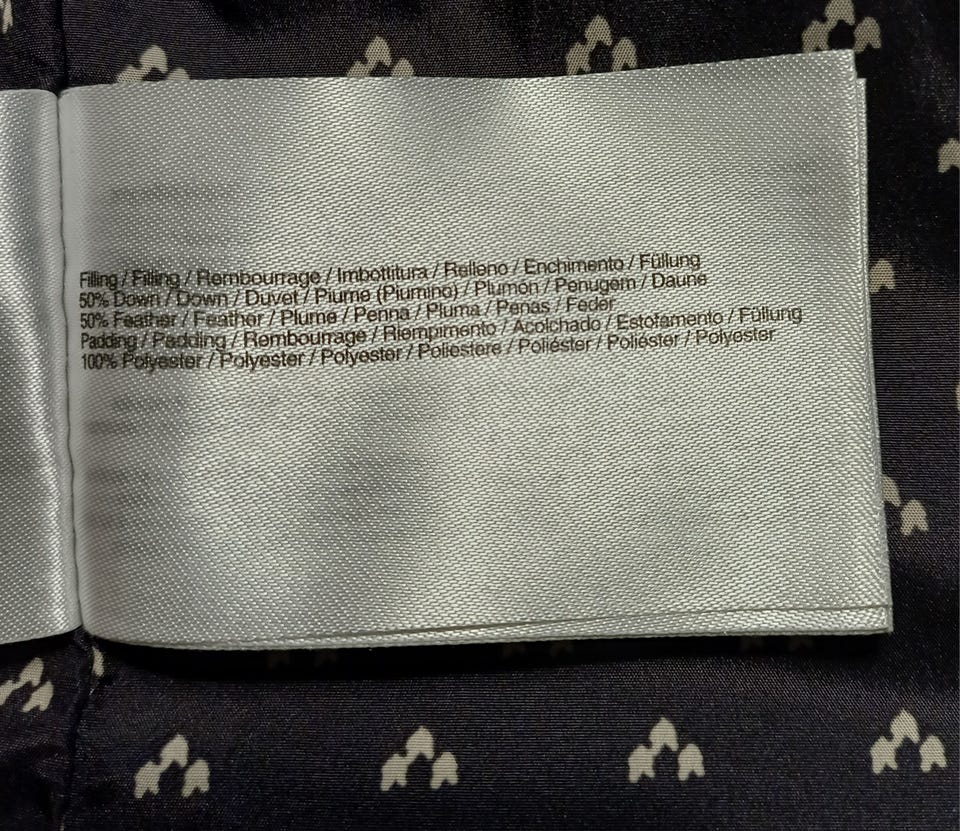 Filling / Filling / Rembourrage / Imbottitura / Relleno / Enchimento / Füllung
50% Down / Down / Duvet / Piume (Piumino) / Plumón / Penugem / Daune
50% Feather / Feather / Plume / Penna / Pluma / Penas / Feder
Padding / Padding / Rembourrage / Riempimento / Acolchado / Estofamento / Füllung
100% Polyester / Polyester / Polyester / Poliestere / Poliéster / Poliéster / Polyester